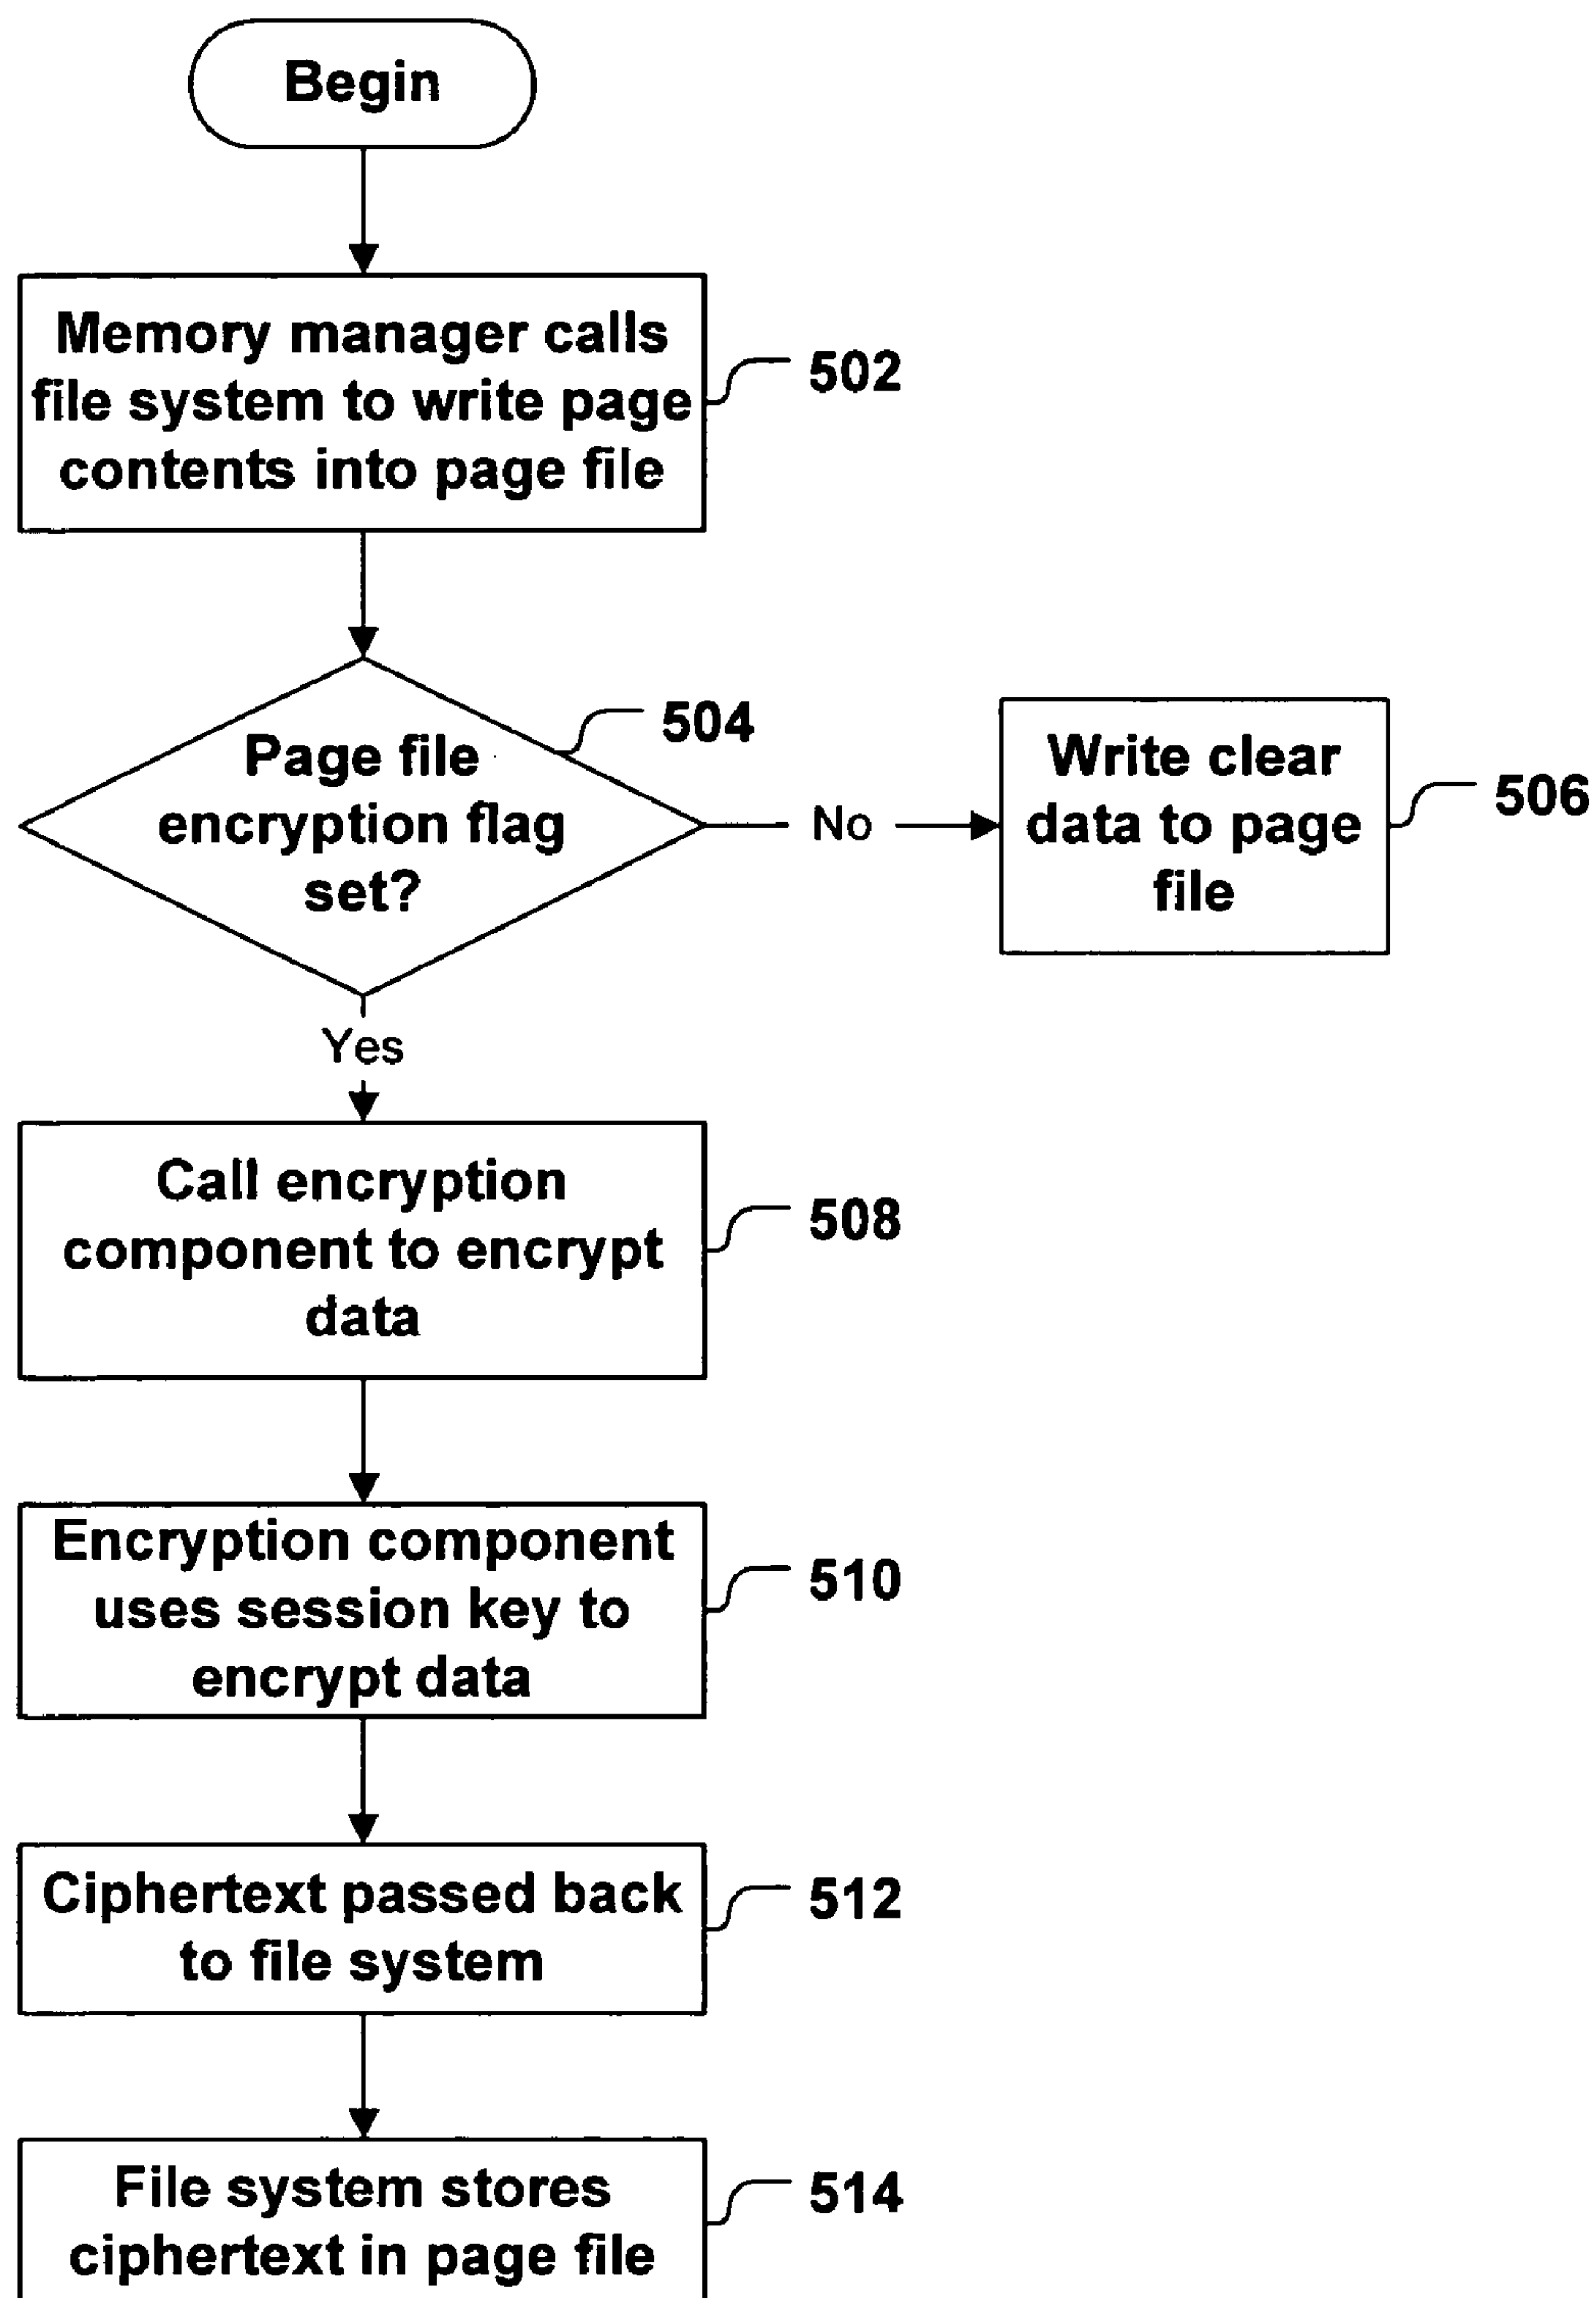 Begin
Memory manager calls
file system to write page
contents into page file
502
504
Page file
encryption flag
set?
No
Write clear
data to page
file
506
Yes
Call encryption
component to encrypt
data
508
Encryption component
uses session key to
encrypt data
510
Ciphertext passed back
to file system
512
File system stores
ciphertext in page file
514